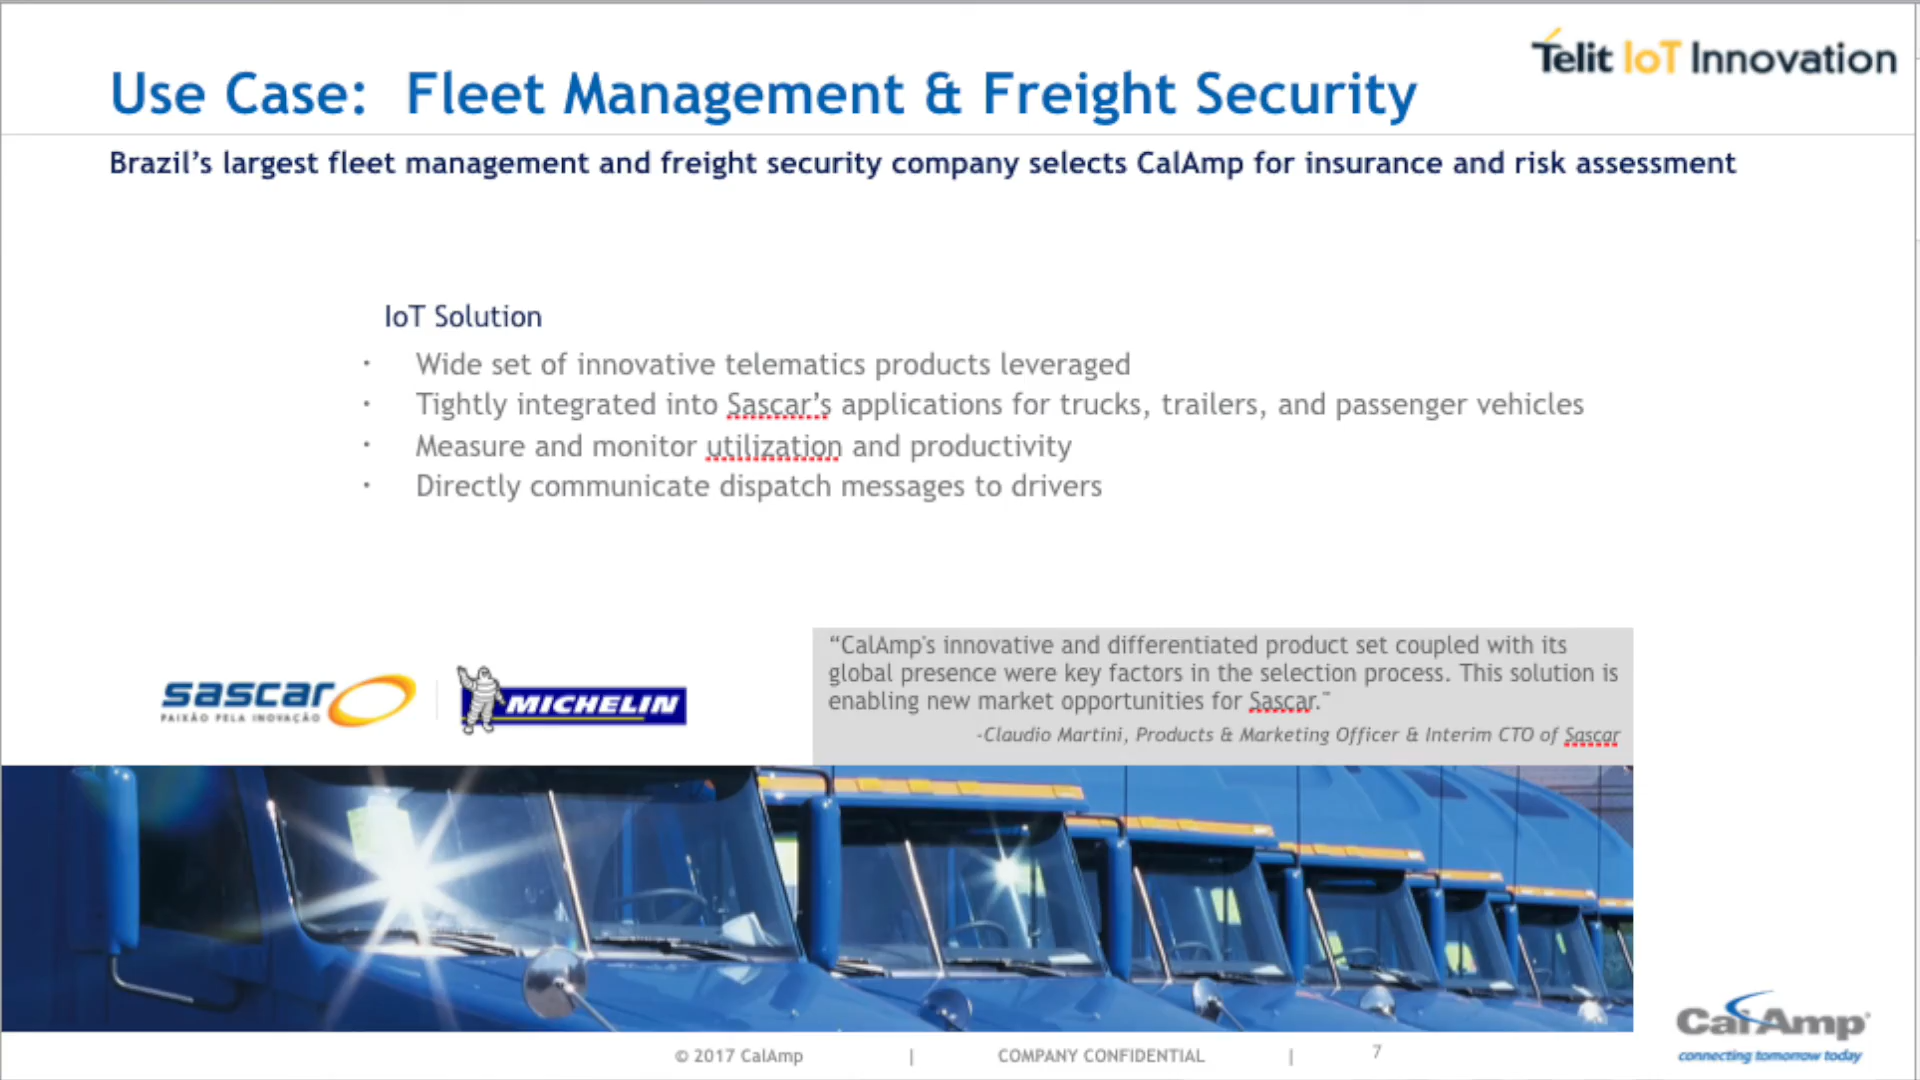 Telit IoT Innovation
Use Case: Fleet Management & Freight Security
Brazil’s largest fleet management and freight security company selects CalAmp for insurance and risk assessment
IoT Solution
· Wide set of innovative telematics products leveraged
· Tightly integrated into Sascar’s applications for trucks, trailers, and passenger vehicles
· Measure and monitor utilization and productivity
· Directly communicate dispatch messages to drivers
sascar
PAIXÃO PELA INOVAÇÃO
MICHELIN
“CalAmp's innovative and differentiated product set coupled with its
global presence were key factors in the selection process. This solution is
enabling new market opportunities for Sascar.”
-Claudio Martini, Products & Marketing Officer & Interim CTO of Sascar
© 2017 CalAmp | COMPANY CONFIDENTIAL | 7
CalAmp
connecting tomorrow today